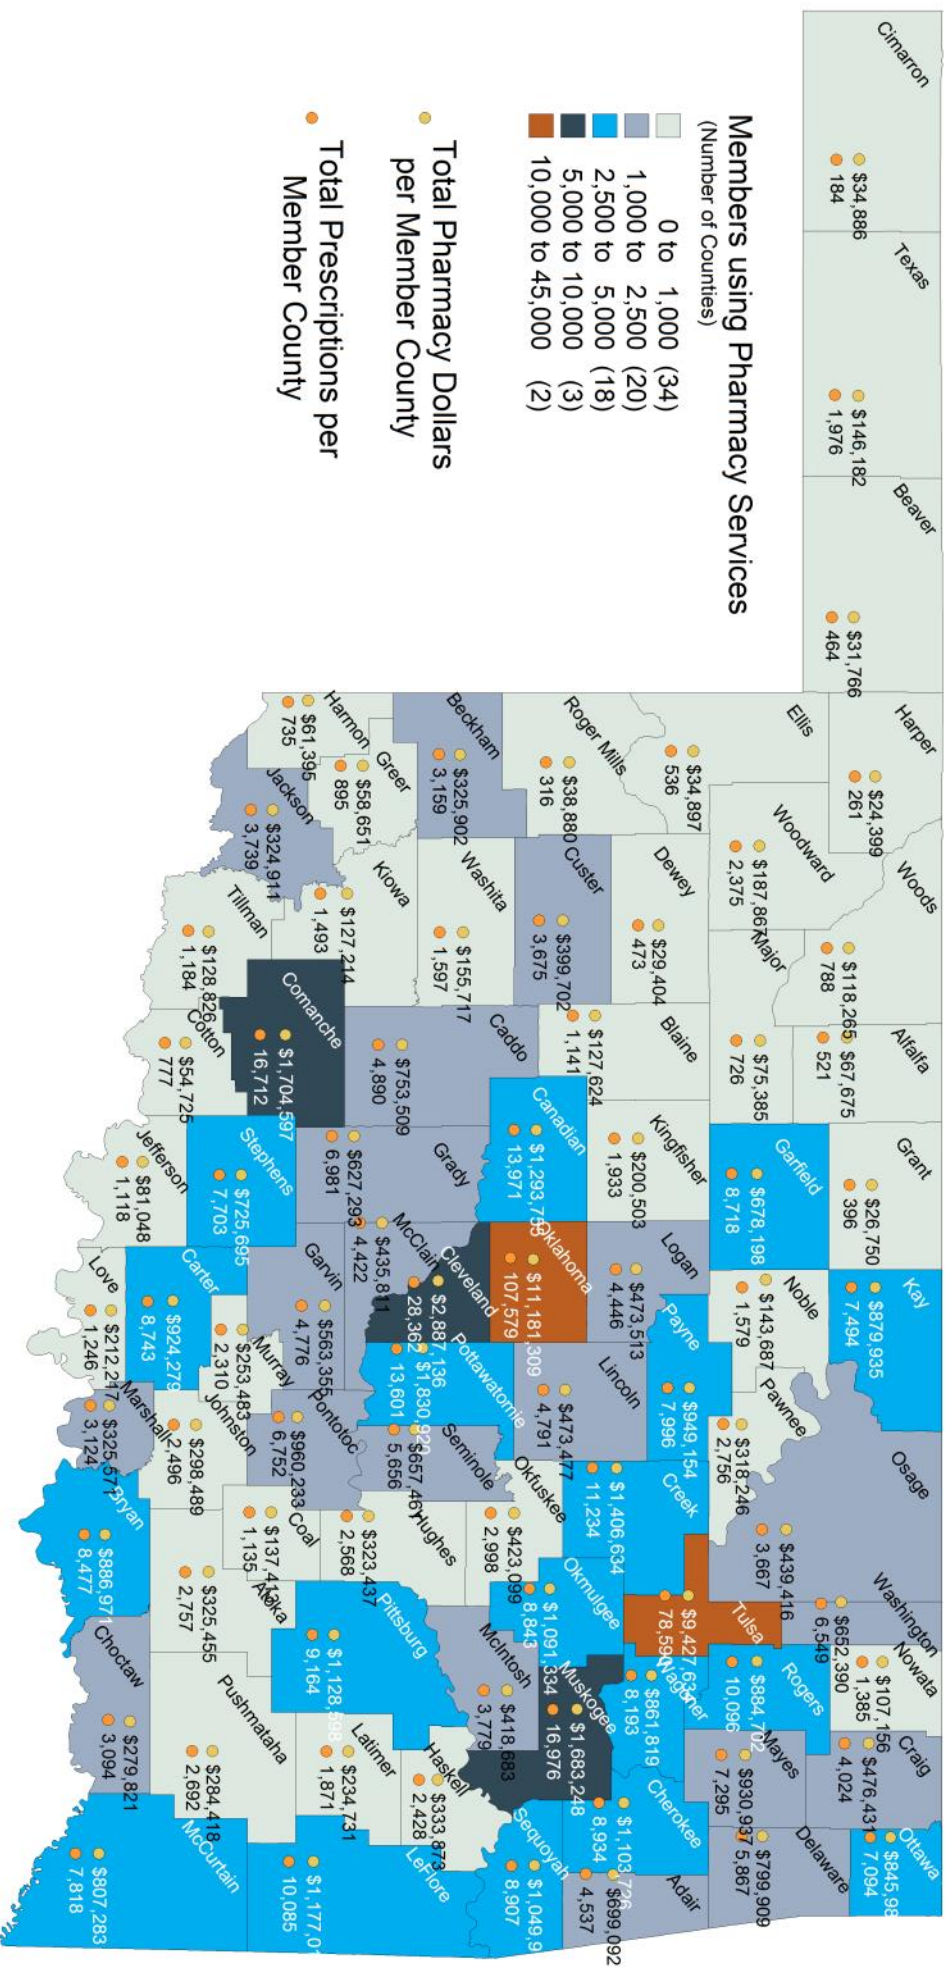 Members using Pharmacy Services
(Number of Counties)
0 to 1,000 (34)
1,000 to 2,500 (20)
2,500 to 5,000 (18)
5,000 to 10,000 (3)
10,000 to 45,000 (2)
Total Pharmacy Dollars
per Member County
Total Prescriptions per
Member County
Cimarron
$34,886
184
Texas
$146,182
1,976
Beaver
$31,766
464
Harper
$24,399
261
Ellis
$34,897
536
Woodward
$187,867
2,375
Woods
$118,265
788
Alfalfa
$67,675
521
Major
$75,385
726
Grant
$26,750
396
Garfield
$678,198
8,718
Kay
$879,935
7,494
Noble
$143,687
1,579
Pawnee
$318,246
2,756
Osage
$439,416
3,667
Washington
$652,390
6,549
Nowata
$107,156
1,385
Craig
$476,431
4,024
Ottawa
$845,98
7,094
Delaware
$799,909
5,867
Mayes
$930,937
7,295
Rogers
$884,702
10,096
Tulsa
78,590
Wagoner
$861,819
8,193
Cherokee
8,934
Adair
$699,092
4,537
Roger Mills
$38,880
316
Dewey
$29,404
473
Blaine
$127,624
1,141
Kingfisher
$200,503
1,933
Logan
$473,513
4,446
Payne
$949,154
7,996
Lincoln
$473,477
4,791
Creek
$1,406,634
11,234
Okmulgee
$1,091,334
8,843
Muskogee
$1,683,248
16,976
Sequoyah
$1,049,9
8,907
Beckham
$325,902
3,159
Custer
$399,702
3,675
Washita
$155,717
1,597
Caddo
$753,509
4,890
Canadian
13,971
Oklahoma
$11,181,309
107,579
Cleveland
$2,887,136
28,362
Pottawatomie
13,601
Seminole
$657,461
5,656
Okfuskee
$423,099
2,998
Hughes
$323,437
2,568
McIntosh
$418,683
3,779
Haskell
$333,873
2,428
Harmon
$61,395
735
Greer
$58,651
895
Jackson
$324,911
3,739
Kiowa
$127,214
1,493
Tillman
$128,826
1,184
Comanche
$1,704,597
16,712
Cotton
$54,725
777
Grady
$627,293
6,981
McClain
$435,811
4,422
Garvin
$563,355
4,776
Stephens
$725,695
7,703
Jefferson
$81,048
1,118
Carter
$924,279
8,743
Love
$212,217
1,246
Murray
$253,483
2,310
Pontotoc
$960,233
6,752
Johnston
$298,489
2,496
Marshall
$325,571
3,124
Coal
1,135
Atoka
$325,455
2,757
Bryan
$886,971
8,477
Pittsburg
$1,128,598
9,164
Latimer
$234,731
1,871
LeFlore
$1,177,0
10,085
Pushmataha
$284,418
2,692
Choctaw
$279,821
3,094
McCurtain
$807,283
7,818